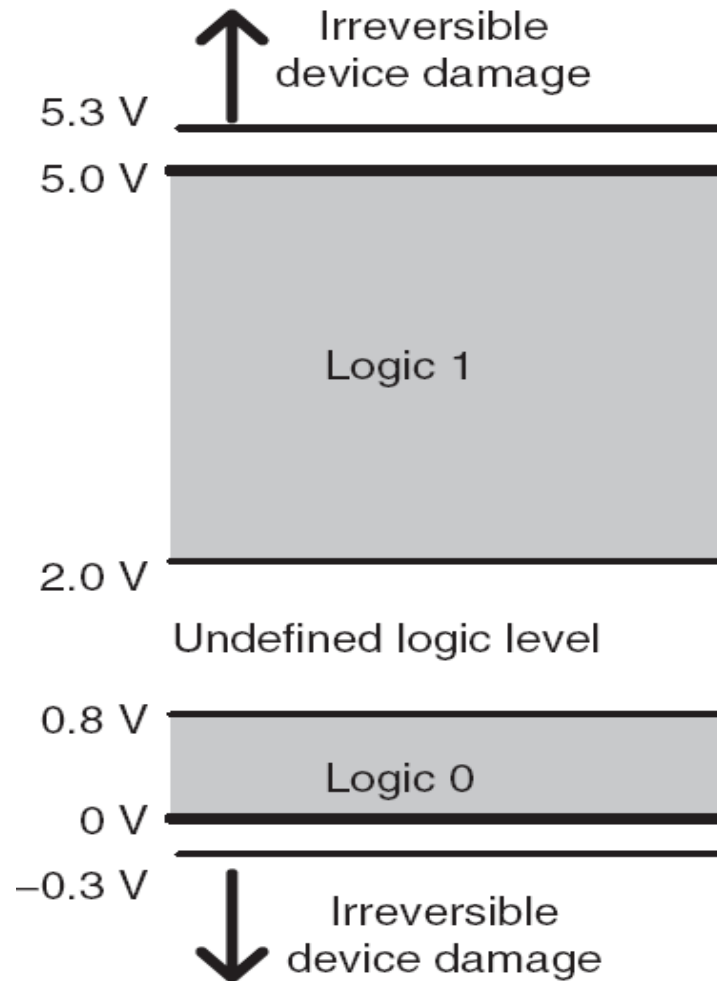 Irreversible
device damage
5.3 V
5.0 V
Logic 1
2.0 V
Undefined logic level
0.8 V
Logic 0
0 V
–0.3 V
Irreversible
device damage